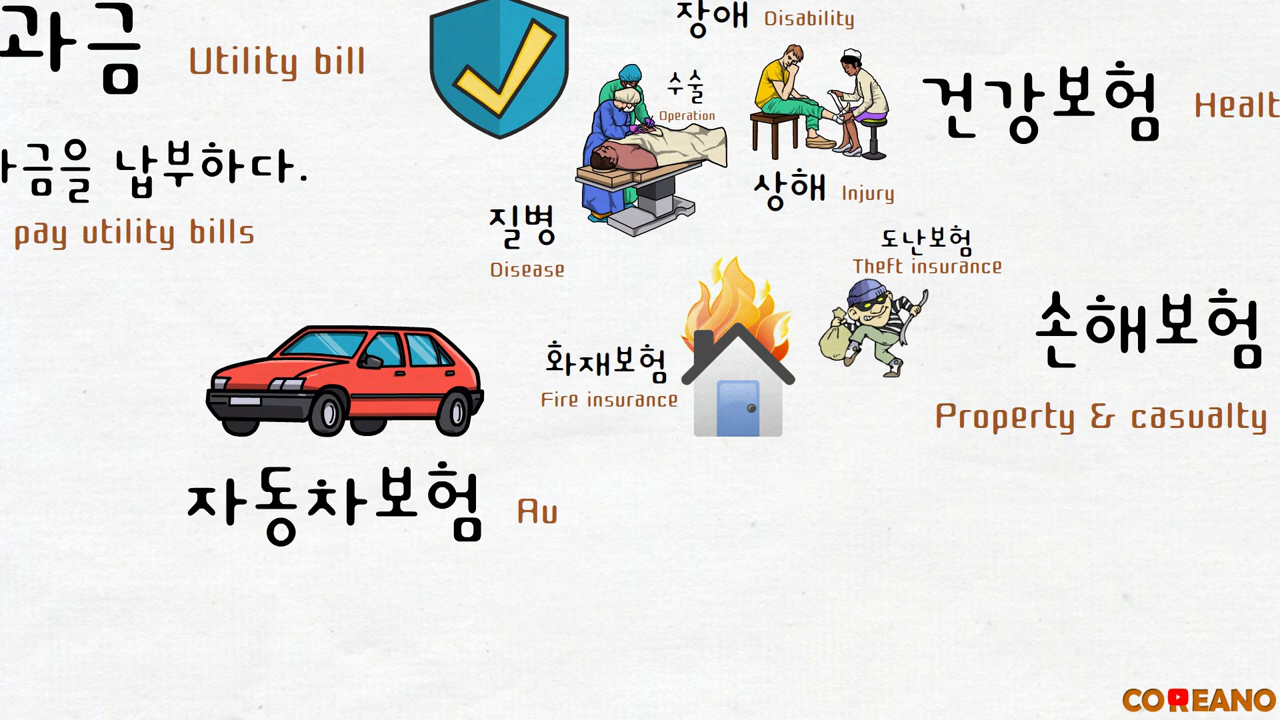 과금 Utility bill
금을 납부하다.
pay utility bills
장애 Disability
수술
Operation
건강보험 Healt
상해 Injury
질병
Disease
도난보험
Theft insurance
손해보험
Property & casualty
화재보험
Fire insurance
자동차보험 Au
COREANO